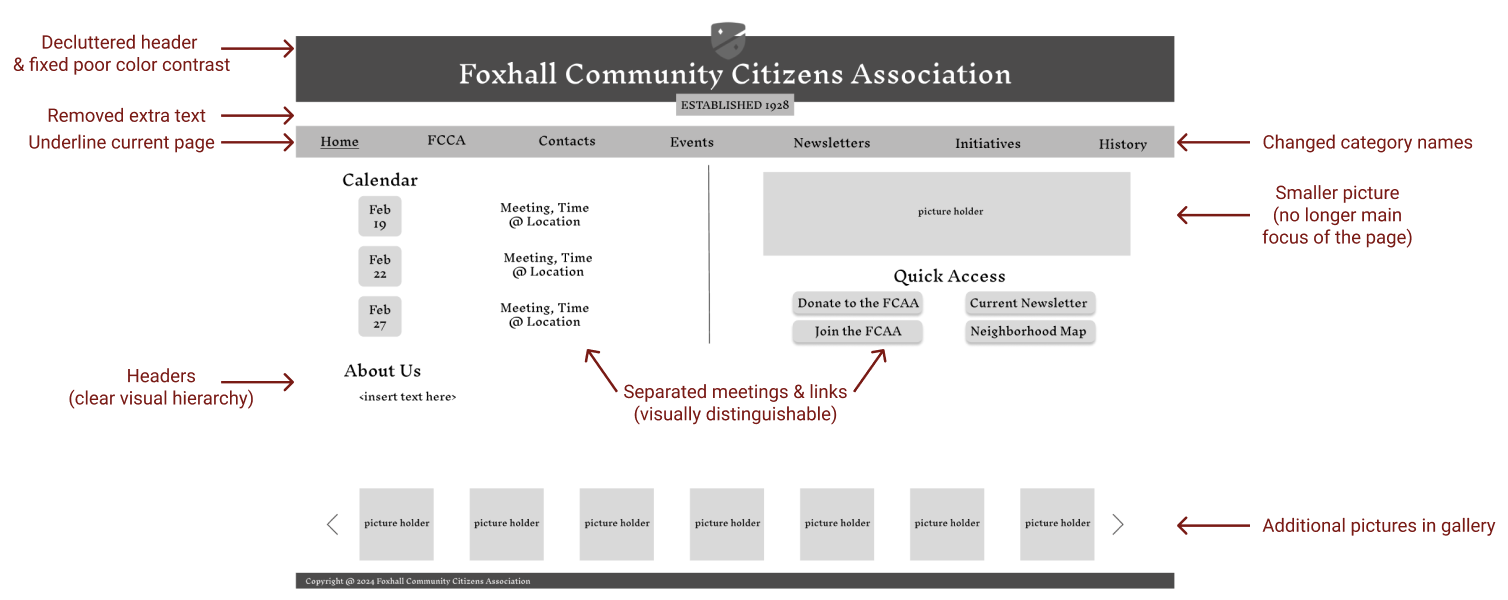 Decluttered header
& fixed poor color contrast
Foxhall Community Citizens Association
ESTABLISHED 1928
Removed extra text
Underline current page
Home FCCA Contacts Events Newsletters Initiatives History
Changed category names
Calendar
Feb
19
Meeting, Time
@ Location
Feb
22
Meeting, Time
@ Location
Feb
27
Meeting, Time
@ Location
picture holder
Smaller picture
(no longer main
focus of the page)
Quick Access
Donate to the FCAA Current Newsletter
Join the FCAA Neighborhood Map
Headers
(clear visual hierarchy)
About Us
<insert text here>
Separated meetings & links
(visually distinguishable)
picture holder picture holder picture holder picture holder picture holder picture holder picture holder
Additional pictures in gallery
Copyright @ 2024 Foxhall Community Citizens Association